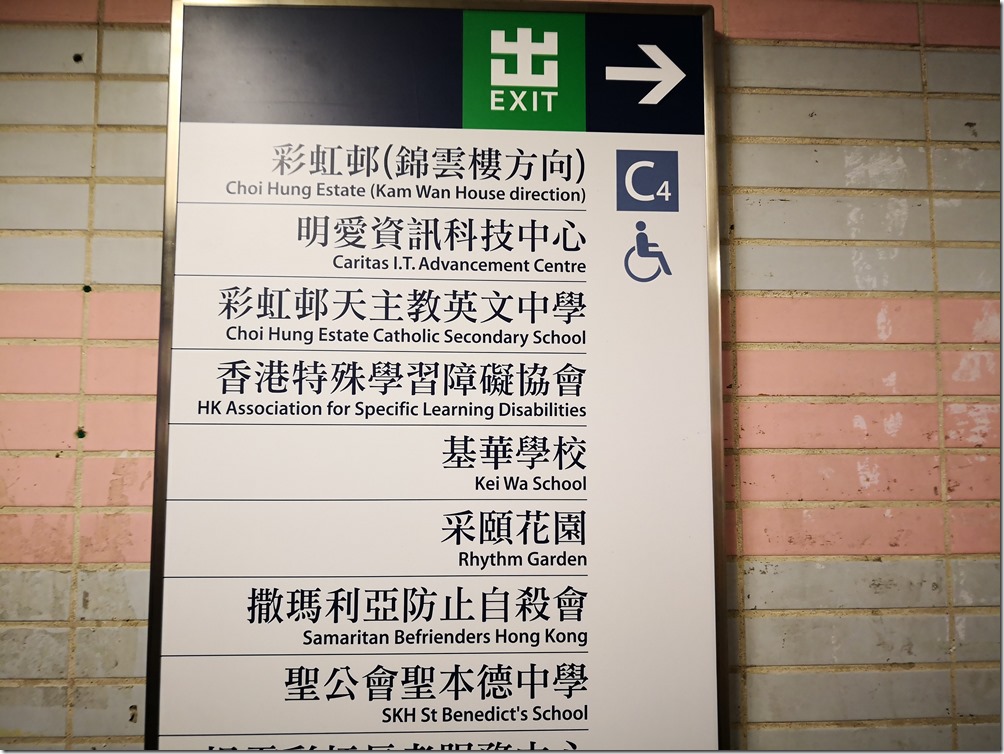 出
EXIT
彩虹邨(錦雲樓方向)
Choi Hung Estate (Kam Wan House direction)
C4
明愛資訊科技中心
Caritas I.T. Advancement Centre
彩虹邨天主教英文中學
Choi Hung Estate Catholic Secondary School
香港特殊學習障礙協會
HK Association for Specific Learning Disabilities
基華學校
Kei Wa School
采頤花園
Rhythm Garden
撒瑪利亞防止自殺會
Samaritan Befrienders Hong Kong
聖公會聖本德中學
SKH St Benedict's School